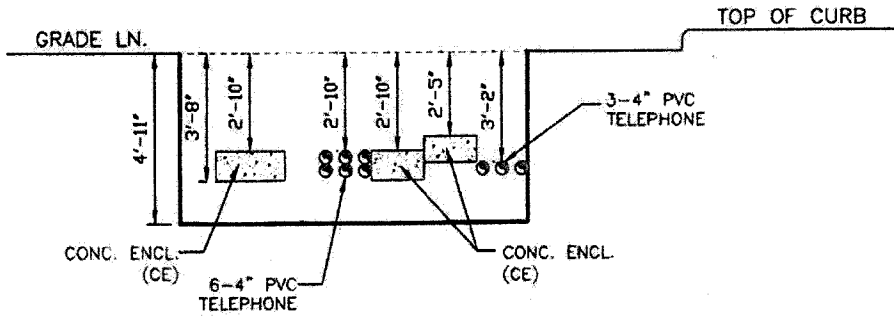 TOP OF CURB
GRADE LN.
4'-11"
3'-8"
2'-10"
2'-10"
2'-10"
2'-5"
3'-2"
3-4" PVC
TELEPHONE
CONC. ENCL.
(CE)
6-4" PVC
TELEPHONE
CONC. ENCL.
(CE)